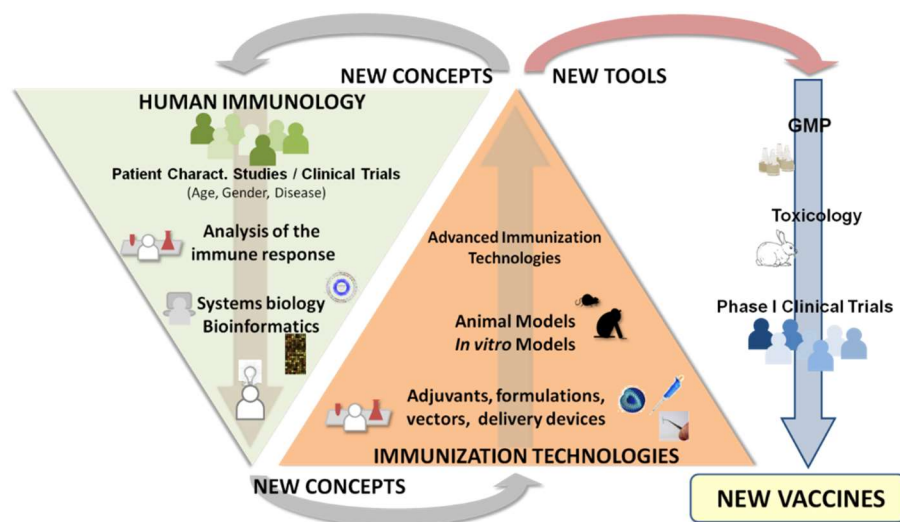 NEW CONCEPTS
NEW TOOLS
HUMAN IMMUNOLOGY
Patient Charact. Studies / Clinical Trials
(Age, Gender, Disease)
Analysis of the
immune response
Systems biology
Bioinformatics
NEW CONCEPTS
Advanced Immunization
Technologies
Animal Models
In vitro Models
Adjuvants, formulations,
vectors, delivery devices
IMMUNIZATION TECHNOLOGIES
GMP
Toxicology
Phase I Clinical Trials
NEW VACCINES